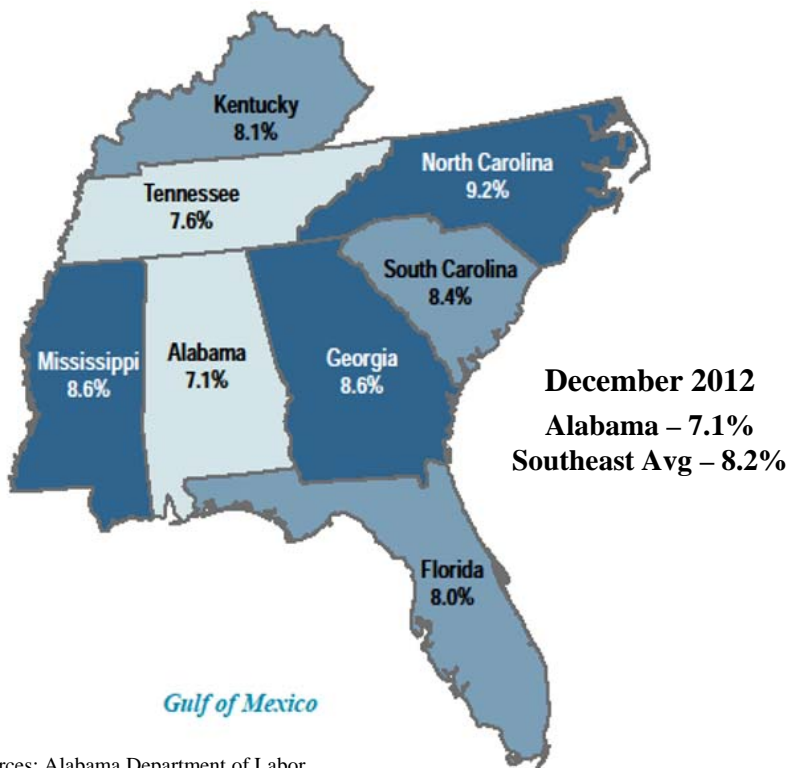 Kentucky
8.1%
North Carolina
9.2%
Tennessee
7.6%
South Carolina
8.4%
Mississippi
8.6%
Alabama
7.1%
Georgia
8.6%
December 2012
Alabama – 7.1%
Southeast Avg – 8.2%
Florida
8.0%
Gulf of Mexico
Alabama Department of Labor